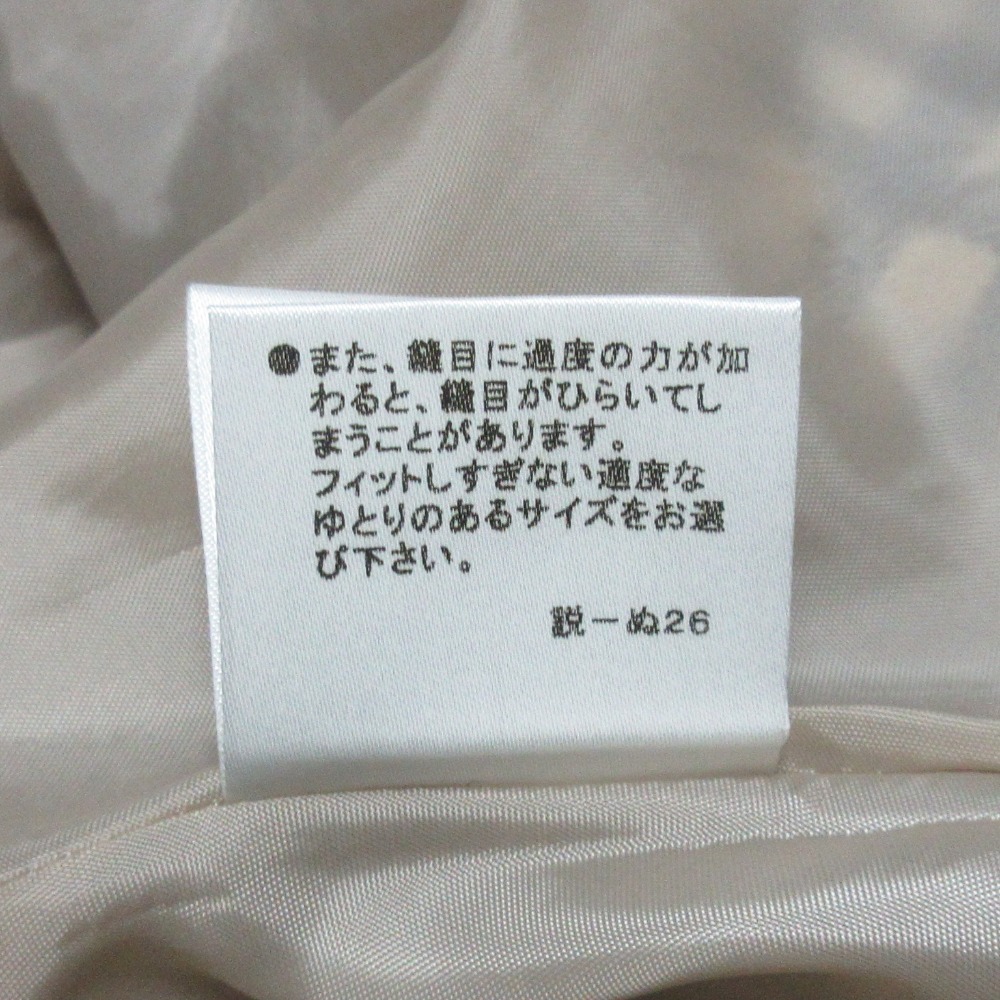 ●また、縫目に過度の力が加
わると、縫目がひらいてし
まうことがあります。
フィットしすぎない適度な
ゆとりのあるサイズをお選
び下さい。
説ーぬ26